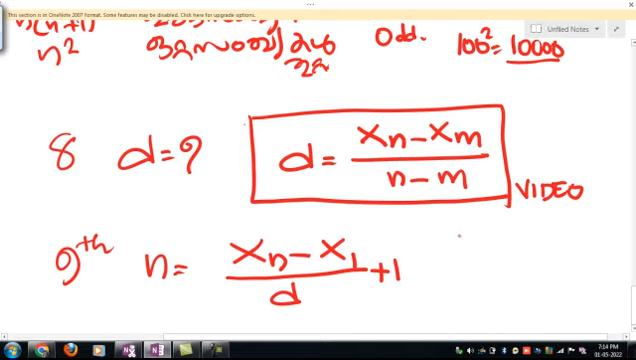 This section is in OneNote 2007 format. Some features may be disabled. Click here for upgrade options.
Unfiled Notes
n²
Odd.
100² = 10000
8 d = ? d = (xn − xm) / (n − m)
VIDEO
9th n = (xn − x1) / d + 1
7:14 PM
01-05-2022